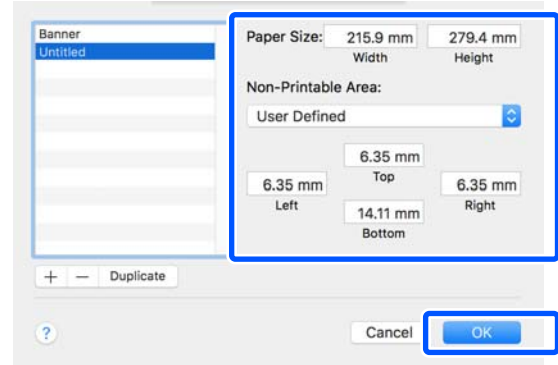 Banner
Untitled
Paper Size: 215.9 mm 279.4 mm
Width Height
Non-Printable Area:
User Defined
6.35 mm
Top
6.35 mm 6.35 mm
Left Right
14.11 mm
Bottom
+ − Duplicate
? Cancel OK